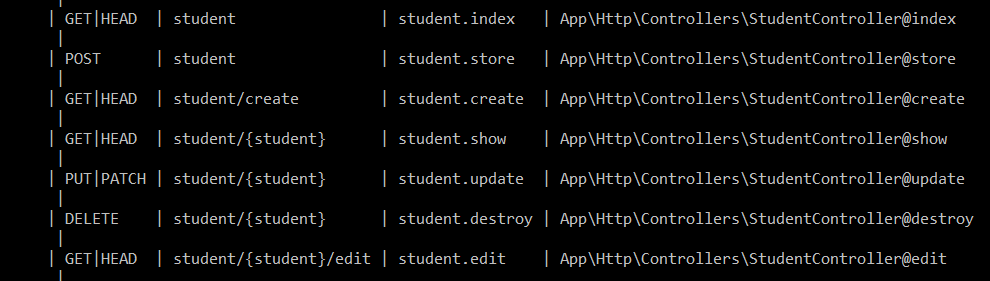 | GET|HEAD | student | student.index | App\Http\Controllers\StudentController@index
|
| POST | student | student.store | App\Http\Controllers\StudentController@store
|
| GET|HEAD | student/create | student.create | App\Http\Controllers\StudentController@create
|
| GET|HEAD | student/{student} | student.show | App\Http\Controllers\StudentController@show
|
| PUT|PATCH | student/{student} | student.update | App\Http\Controllers\StudentController@update
|
| DELETE | student/{student} | student.destroy | App\Http\Controllers\StudentController@destroy
|
| GET|HEAD | student/{student}/edit | student.edit | App\Http\Controllers\StudentController@edit
|